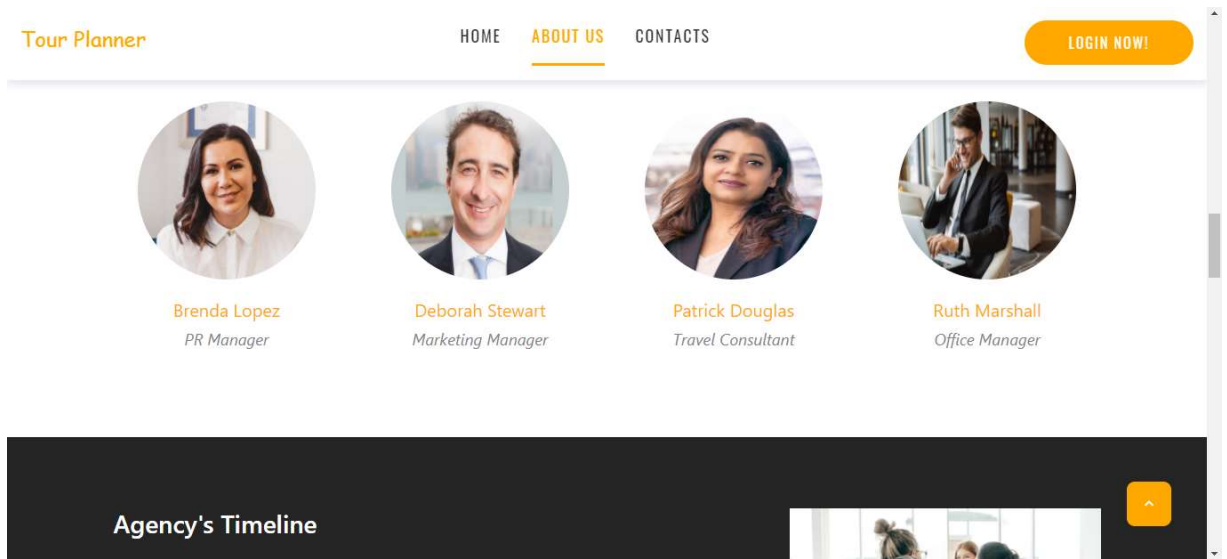 Tour Planner
HOME ABOUT US CONTACTS
LOGIN NOW!
Brenda Lopez
PR Manager
Deborah Stewart
Marketing Manager
Patrick Douglas
Travel Consultant
Ruth Marshall
Office Manager
Agency's Timeline